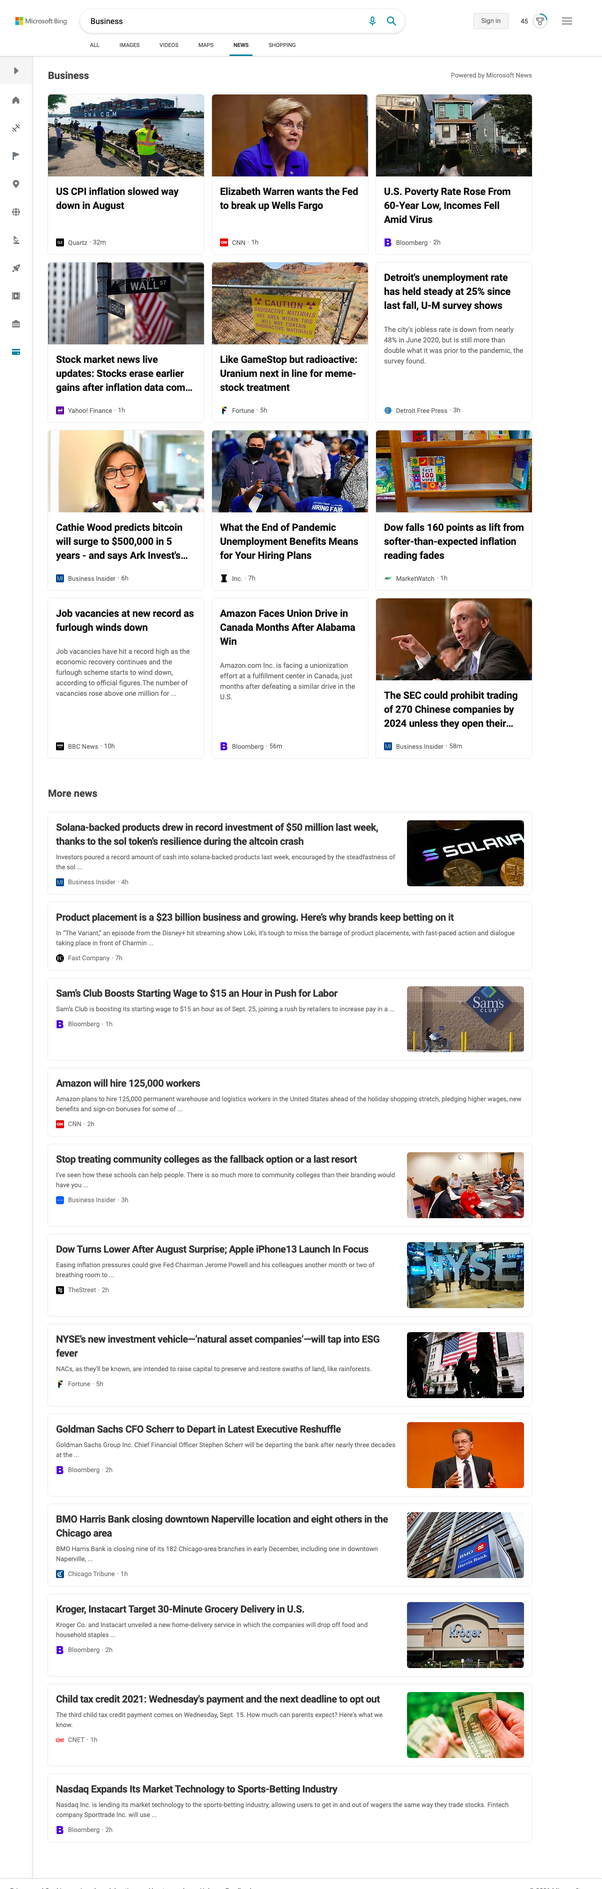 Microsoft Bing
Business
Sign in
45
ALL
IMAGES
VIDEOS
MAPS
NEWS
SHOPPING
Business
Powered by Microsoft News
CMA CGM
US CPI inflation slowed way
down in August
Quartz · 32m
Elizabeth Warren wants the Fed
to break up Wells Fargo
CNN · 1h
U.S. Poverty Rate Rose From
60-Year Low, Incomes Fell
Amid Virus
Bloomberg · 2h
WALL ST
Stock market news live
updates: Stocks erase earlier
gains after inflation data com...
Yahoo! Finance · 1h
CAUTION
Like GameStop but radioactive:
Uranium next in line for meme-
stock treatment
Fortune · 5h
Detroit's unemployment rate
has held steady at 25% since
last fall, U-M survey shows
The city's jobless rate is down from nearly
48% in June 2020, but is still more than
double what it was prior to the pandemic, the
survey found.
Detroit Free Press · 3h
Cathie Wood predicts bitcoin
will surge to $500,000 in 5
years - and says Ark Invest's...
Business Insider · 6h
HIRING FAIR
What the End of Pandemic
Unemployment Benefits Means
for Your Hiring Plans
Inc. · 7h
first
100
words
Dow falls 160 points as lift from
softer-than-expected inflation
reading fades
MarketWatch · 1h
Job vacancies at new record as
furlough winds down
Job vacancies have hit a record high as the
economic recovery continues and the
furlough scheme starts to wind down,
according to official figures.The number of
vacancies rose above one million for ...
BBC News · 10h
Amazon Faces Union Drive in
Canada Months After Alabama
Win
Amazon.com Inc. is facing a unionization
effort at a fulfillment center in Canada, just
months after defeating a similar drive in the
U.S.
Bloomberg · 56m
The SEC could prohibit trading
of 270 Chinese companies by
2024 unless they open their...
Business Insider · 58m
More news
Solana-backed products drew in record investment of $50 million last week,
thanks to the sol token's resilience during the altcoin crash
Investors poured a record amount of cash into solana-backed products last week, encouraged by the steadfastness of
the sol ...
Business Insider · 4h
SOLANA
Product placement is a $23 billion business and growing. Here's why brands keep betting on it
In "The Variant," an episode from the Disney+ hit streaming show Loki, it's tough to miss the barrage of product placements, with fast-paced action and dialogue
taking place in front of Charmin ...
Fast Company · 7h
Sam's Club Boosts Starting Wage to $15 an Hour in Push for Labor
Sam's Club is boosting its starting wage to $15 an hour as of Sept. 25, joining a rush by retailers to increase pay in a ...
Bloomberg · 1h
Sam's
CLUB
Amazon will hire 125,000 workers
Amazon plans to hire 125,000 permanent warehouse and logistics workers in the United States ahead of the holiday shopping stretch, pledging higher wages, new
benefits and sign-on bonuses for some of ...
CNN · 2h
Stop treating community colleges as the fallback option or a last resort
I've seen how these schools can help people. There is so much more to community colleges than their branding would
have you ...
Business Insider · 3h
Dow Turns Lower After August Surprise; Apple iPhone13 Launch In Focus
Easing inflation pressures could give Fed Chairman Jerome Powell and his colleagues another month or two of
breathing room to ...
TheStreet · 2h
NYSE
NYSE's new investment vehicle—'natural asset companies'—will tap into ESG
fever
NACs, as they'll be known, are intended to raise capital to preserve and restore swaths of land, like rainforests.
Fortune · 5h
Goldman Sachs CFO Scherr to Depart in Latest Executive Reshuffle
Goldman Sachs Group Inc. Chief Financial Officer Stephen Scherr will be departing the bank after nearly three decades
at the ...
Bloomberg · 2h
BMO Harris Bank closing downtown Naperville location and eight others in the
Chicago area
BMO Harris Bank is closing nine of its 182 Chicago-area branches in early December, including one in downtown
Naperville, ...
Chicago Tribune · 1h
BMO
Harris Bank
Kroger, Instacart Target 30-Minute Grocery Delivery in U.S.
Kroger Co. and Instacart unveiled a new home-delivery service in which the companies will drop off food and
household staples ...
Bloomberg · 2h
Kroger
Child tax credit 2021: Wednesday's payment and the next deadline to opt out
The third child tax credit payment comes on Wednesday, Sept. 15. How much can parents expect? Here's what we
know.
CNET · 1h
Nasdaq Expands Its Market Technology to Sports-Betting Industry
Nasdaq Inc. is lending its market technology to the sports-betting industry, allowing users to get in and out of wagers the same way they trade stocks. Fintech
company Sporttrade Inc. will use ...
Bloomberg · 2h